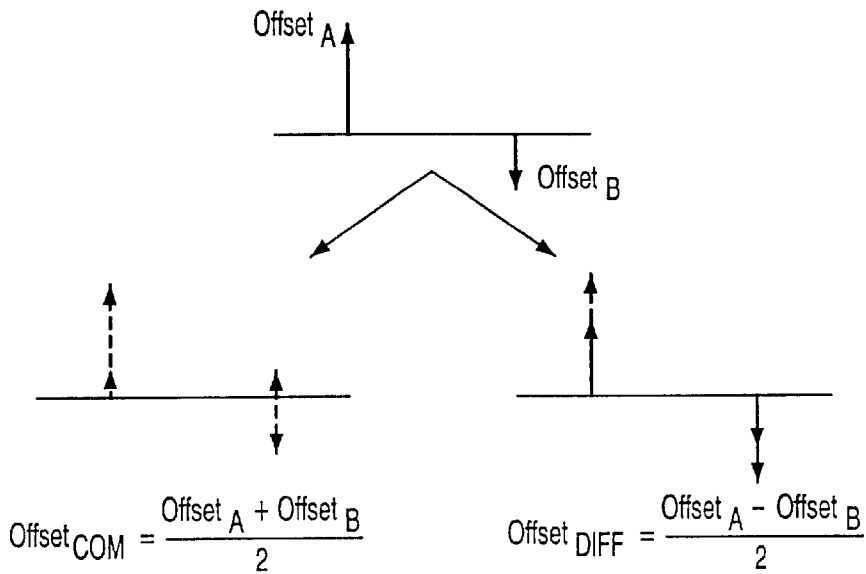 Offset A
Offset B
Offset COM = Offset A + Offset B / 2
Offset DIFF = Offset A − Offset B / 2